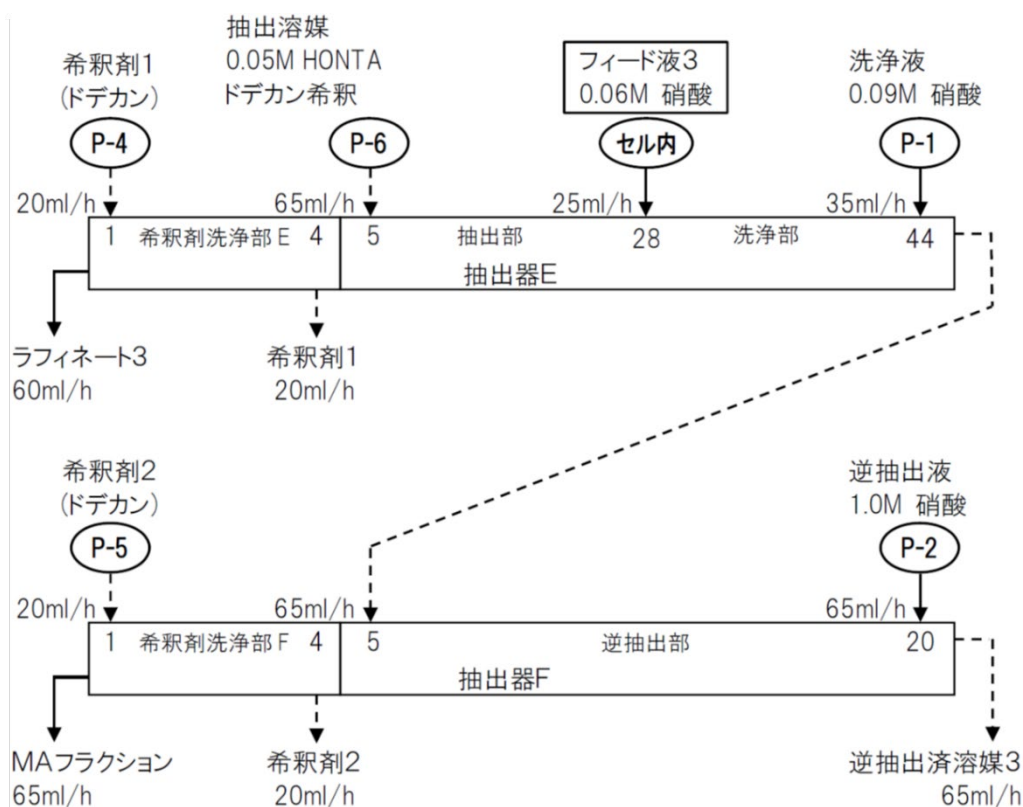 希釈剤1
(ドデカン)
P-4
20ml/h
抽出溶媒
0.05M HONTA
ドデカン希釈
P-6
65ml/h
フィード液3
0.06M 硝酸
セル内
25ml/h
洗浄液
0.09M 硝酸
P-1
35ml/h
1 希釈剤洗浄部E 4 5 抽出部 28 洗浄部 44
抽出器E
ラフィネート3
60ml/h
希釈剤1
20ml/h
希釈剤2
(ドデカン)
P-5
20ml/h
65ml/h
逆抽出液
1.0M 硝酸
P-2
65ml/h
1 希釈剤洗浄部F 4 5 逆抽出部 20
抽出器F
MAフラクション
65ml/h
希釈剤2
20ml/h
逆抽出済溶媒3
65ml/h